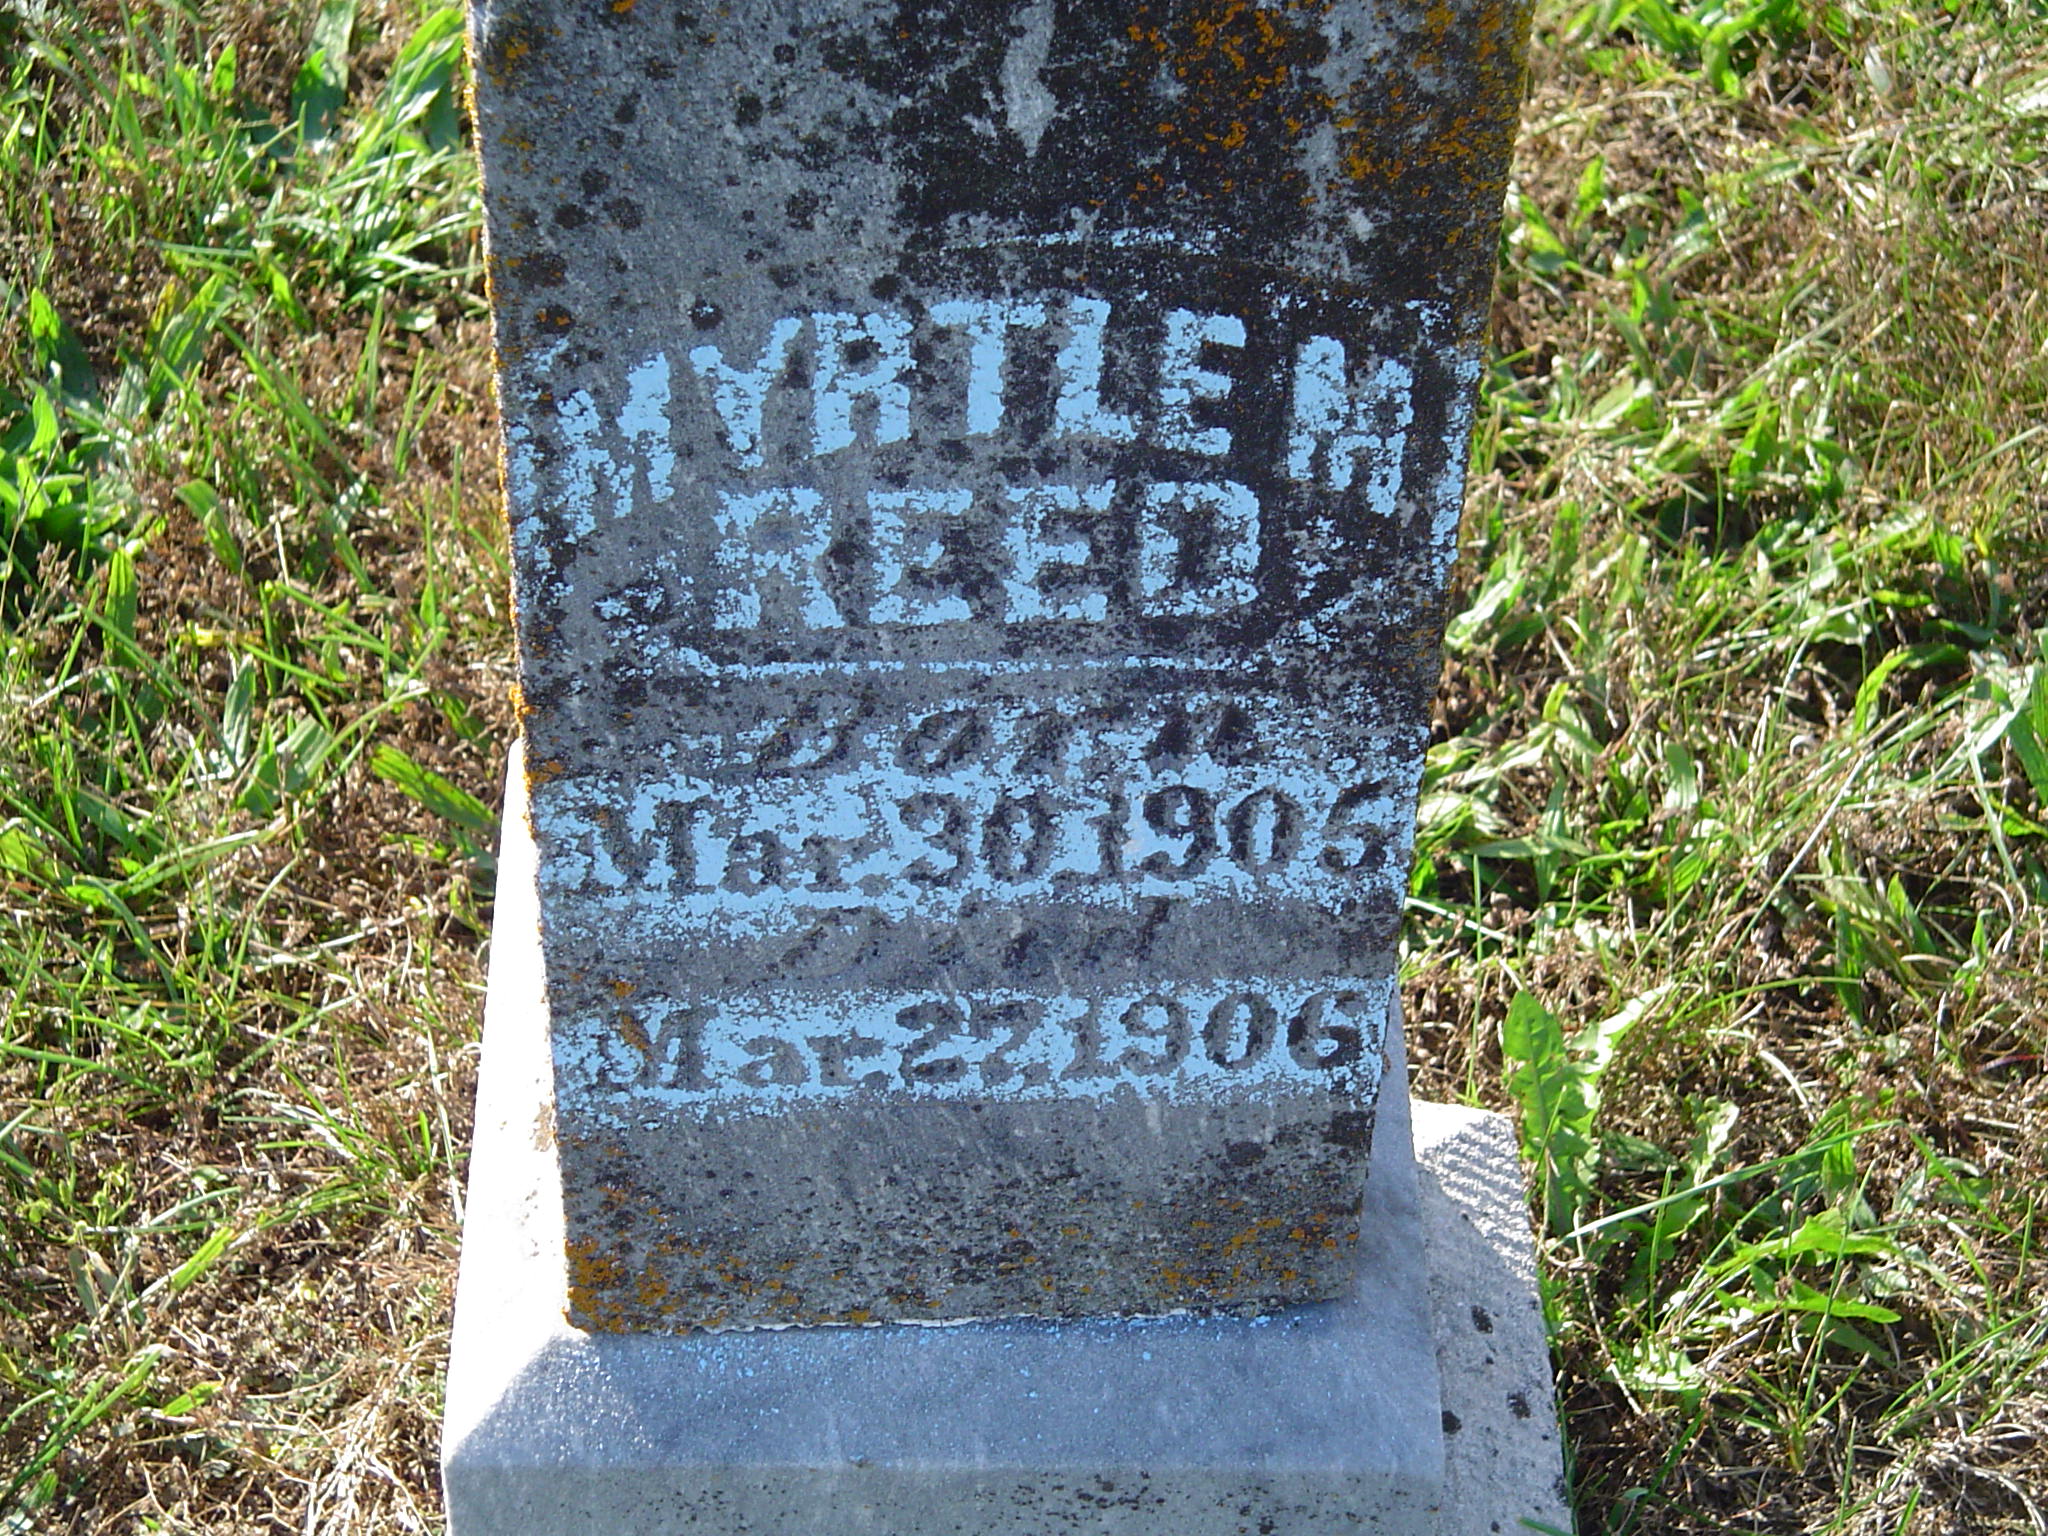 MYRTLE M
REED
Born
Mar 30, 1905
Died
Mar 27, 1906